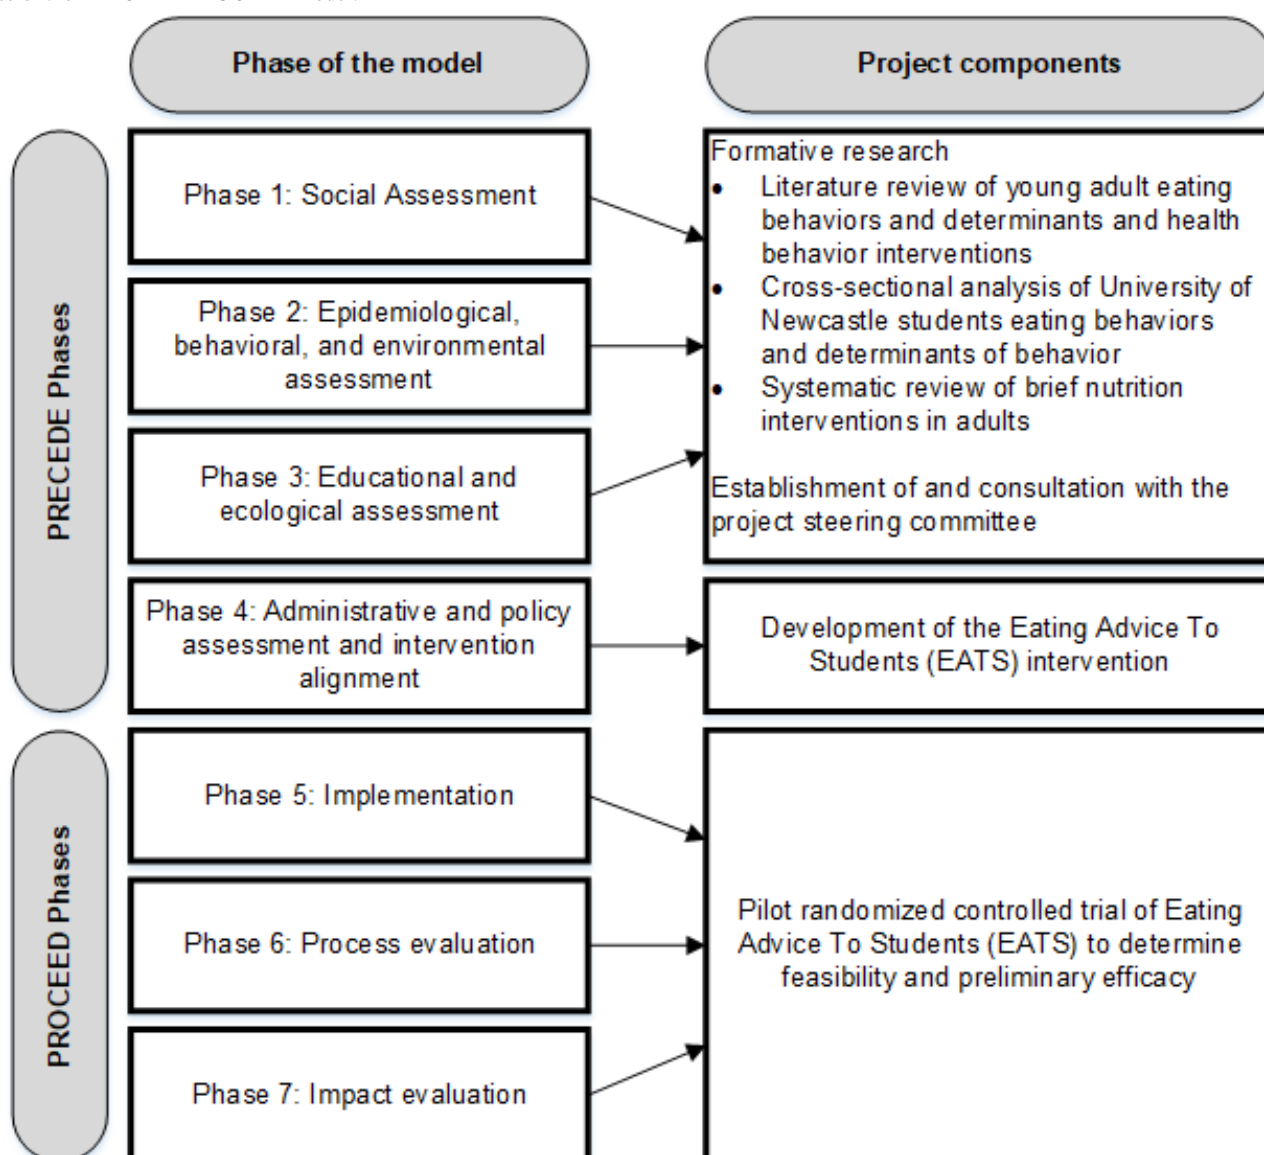 Phase of the model
Project components
PRECEDE Phases
Phase 1: Social Assessment
Phase 2: Epidemiological,
behavioral, and environmental
assessment
Phase 3: Educational and
ecological assessment
Formative research
• Literature review of young adult eating
behaviors and determinants and health
behavior interventions
• Cross-sectional analysis of University of
Newcastle students eating behaviors
and determinants of behavior
• Systematic review of brief nutrition
interventions in adults
Establishment of and consultation with the
project steering committee
Phase 4: Administrative and policy
assessment and intervention
alignment
Development of the Eating Advice To
Students (EATS) intervention
PROCEED Phases
Phase 5: Implementation
Phase 6: Process evaluation
Phase 7: Impact evaluation
Pilot randomized controlled trial of Eating
Advice To Students (EATS) to determine
feasibility and preliminary efficacy